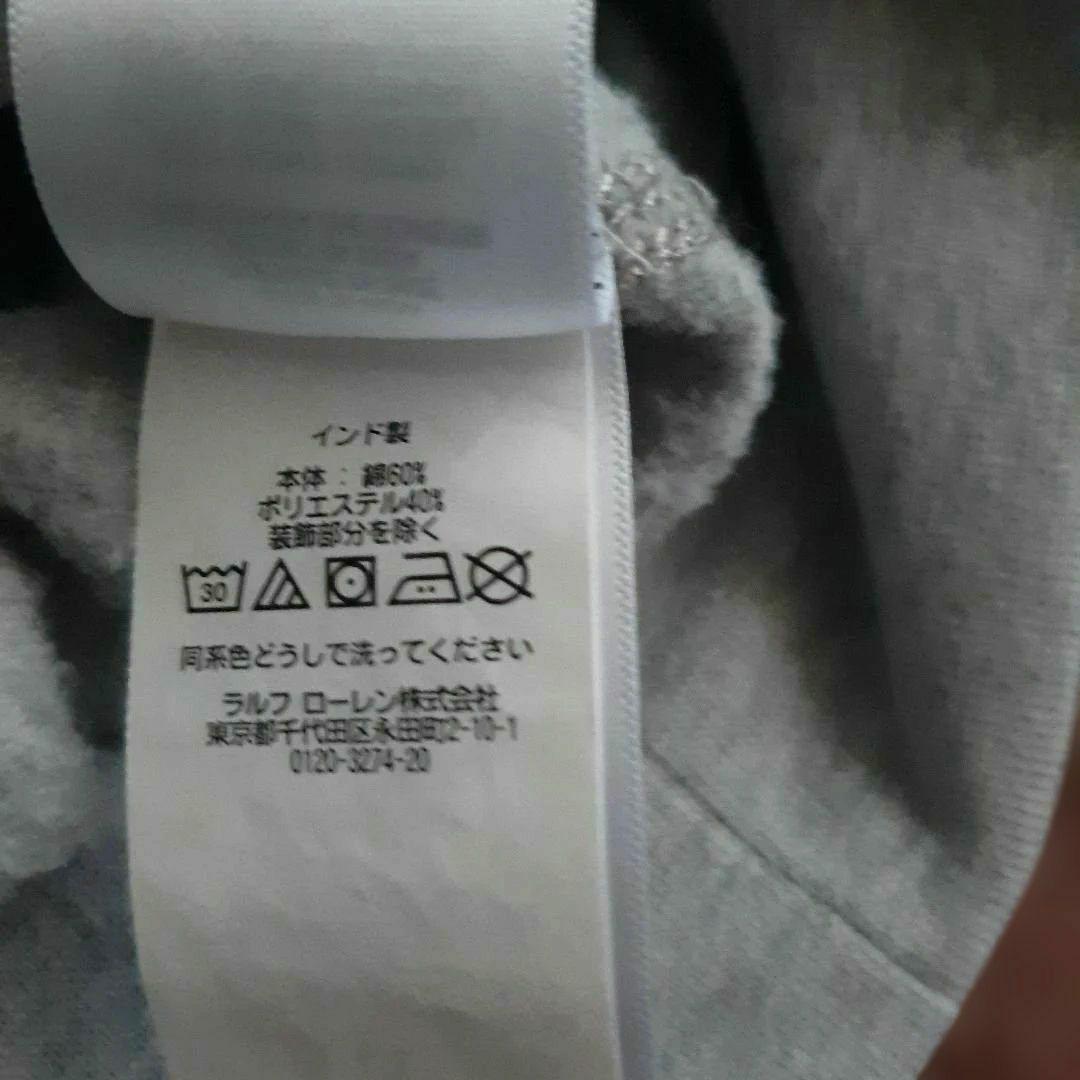 インド製
本体 : 綿60%
ポリエステル40%
装飾部分を除く
30
同系色どうしで洗ってください
ラルフ ローレン株式会社
東京都千代田区永田町2-10-1
0120-3274-20